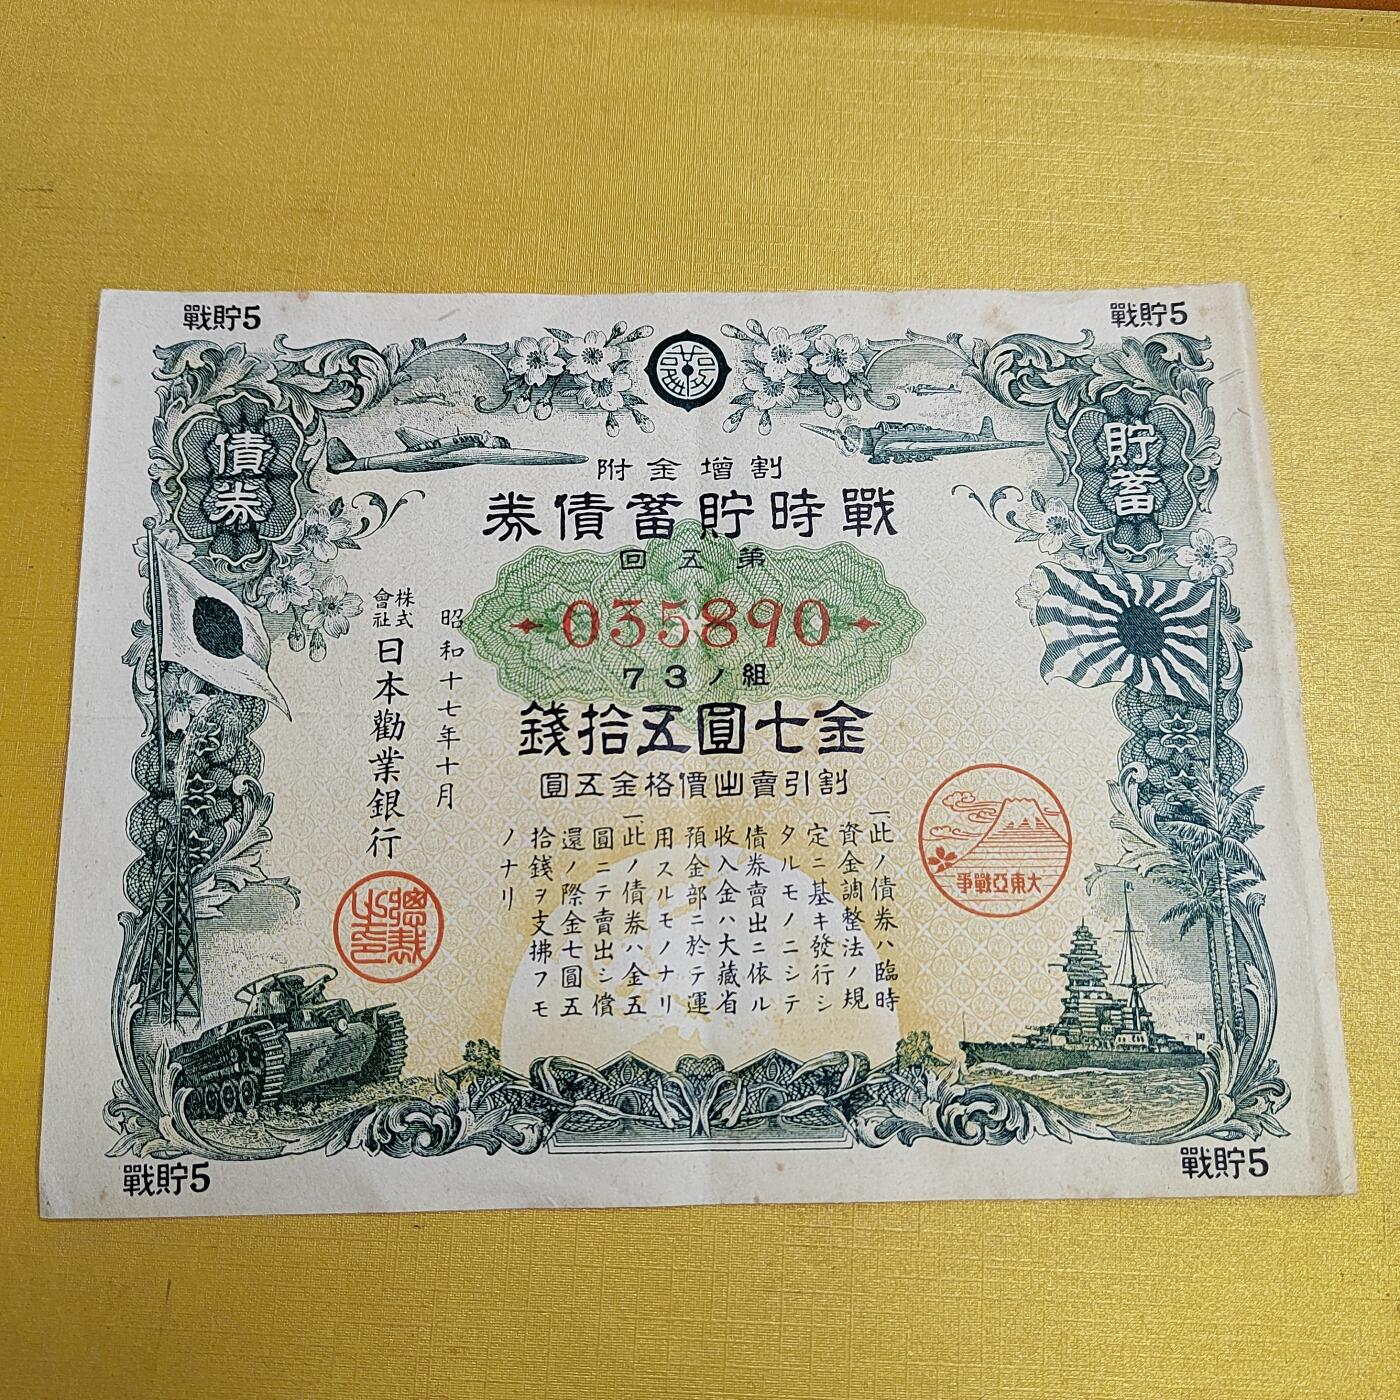 戰貯5
戰貯5
貯蓄
債券
割増金附
戰時貯蓄債券
第五回
035890
73ノ組
金七圓五拾錢
割引賣出價格金五圓
一此ノ債券ハ臨時
資金調整法ノ規
定ニ基キ發行シ
タルモノニシテ
債券賣出ニ依ル
收入金ハ大藏省
預金部ニ於テ運
用スルモノナリ
一此ノ債券ハ金五
圓ニテ賣出シ償
還ノ際金七圓五
拾錢ヲ支拂フモ
ノナリ
昭和十七年十月
株式會社
日本勸業銀行
總裁之印
大東亞戰爭
戰貯5
戰貯5